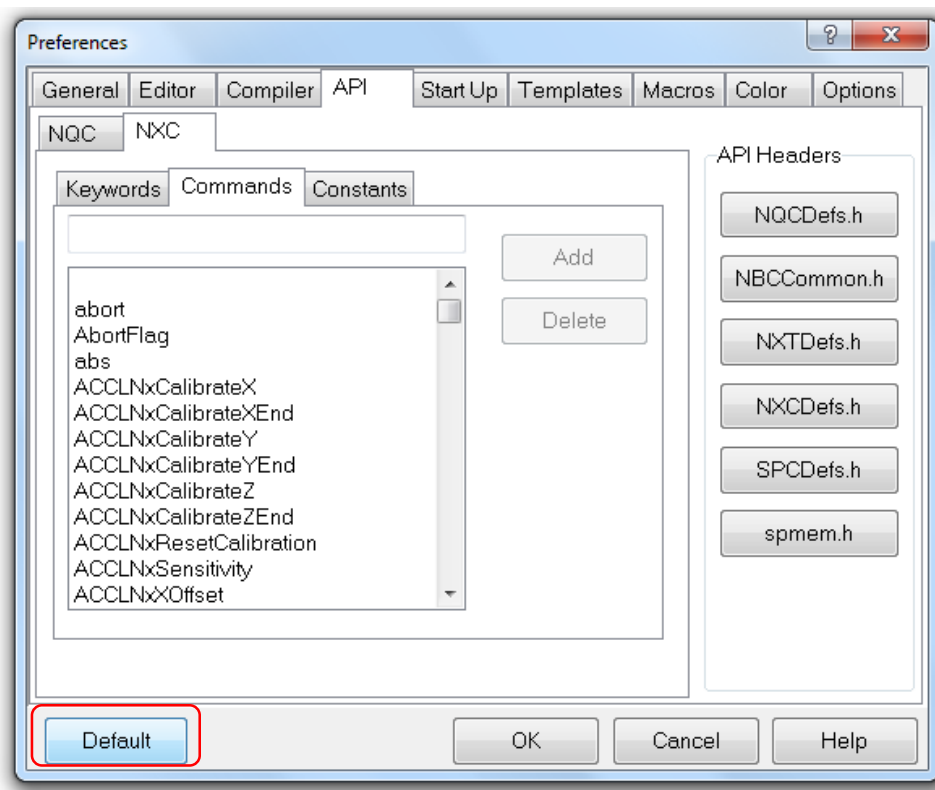 Preferences
?
General Editor Compiler API Start Up Templates Macros Color Options
NQC NXC
Keywords Commands Constants
Add
Delete
abort
AbortFlag
abs
ACCLNxCalibrateX
ACCLNxCalibrateXEnd
ACCLNxCalibrateY
ACCLNxCalibrateYEnd
ACCLNxCalibrateZ
ACCLNxCalibrateZEnd
ACCLNxResetCalibration
ACCLNxSensitivity
ACCLNxXOffset
API Headers
NQCDefs.h
NBCCommon.h
NXTDefs.h
NXCDefs.h
SPCDefs.h
spmem.h
Default OK Cancel Help